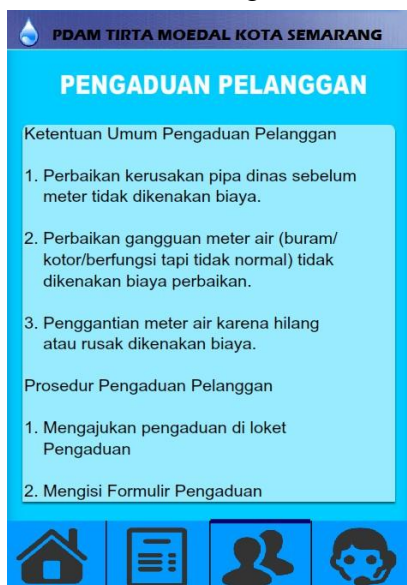 PDAM TIRTA MOEDAL KOTA SEMARANG
PENGADUAN PELANGGAN
Ketentuan Umum Pengaduan Pelanggan
1. Perbaikan kerusakan pipa dinas sebelum
meter tidak dikenakan biaya.
2. Perbaikan gangguan meter air (buram/
kotor/berfungsi tapi tidak normal) tidak
dikenakan biaya perbaikan.
3. Penggantian meter air karena hilang
atau rusak dikenakan biaya.
Prosedur Pengaduan Pelanggan
1. Mengajukan pengaduan di loket
Pengaduan
2. Mengisi Formulir Pengaduan